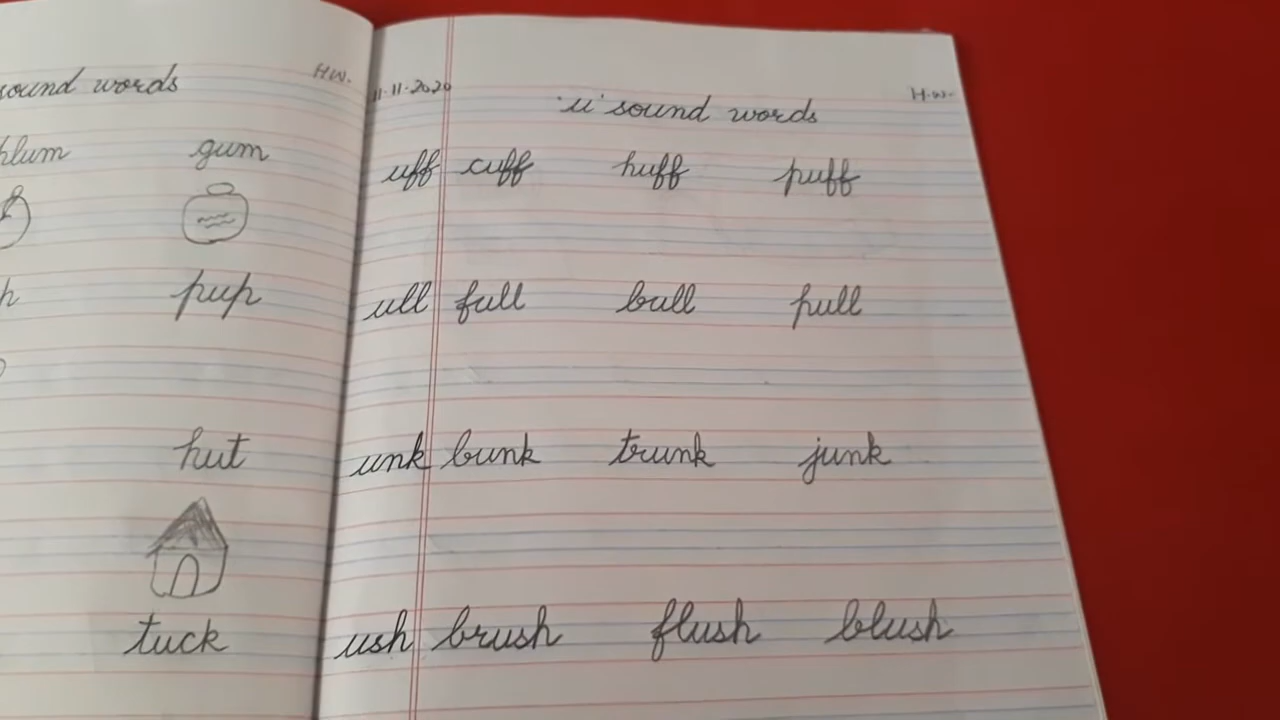 sound words H.W.
plum gum
pup
hut
tuck
11.11.2020 H.W.
'u' sound words
uff cuff huff puff
ull full bull pull
unk bunk trunk junk
ush brush flush blush